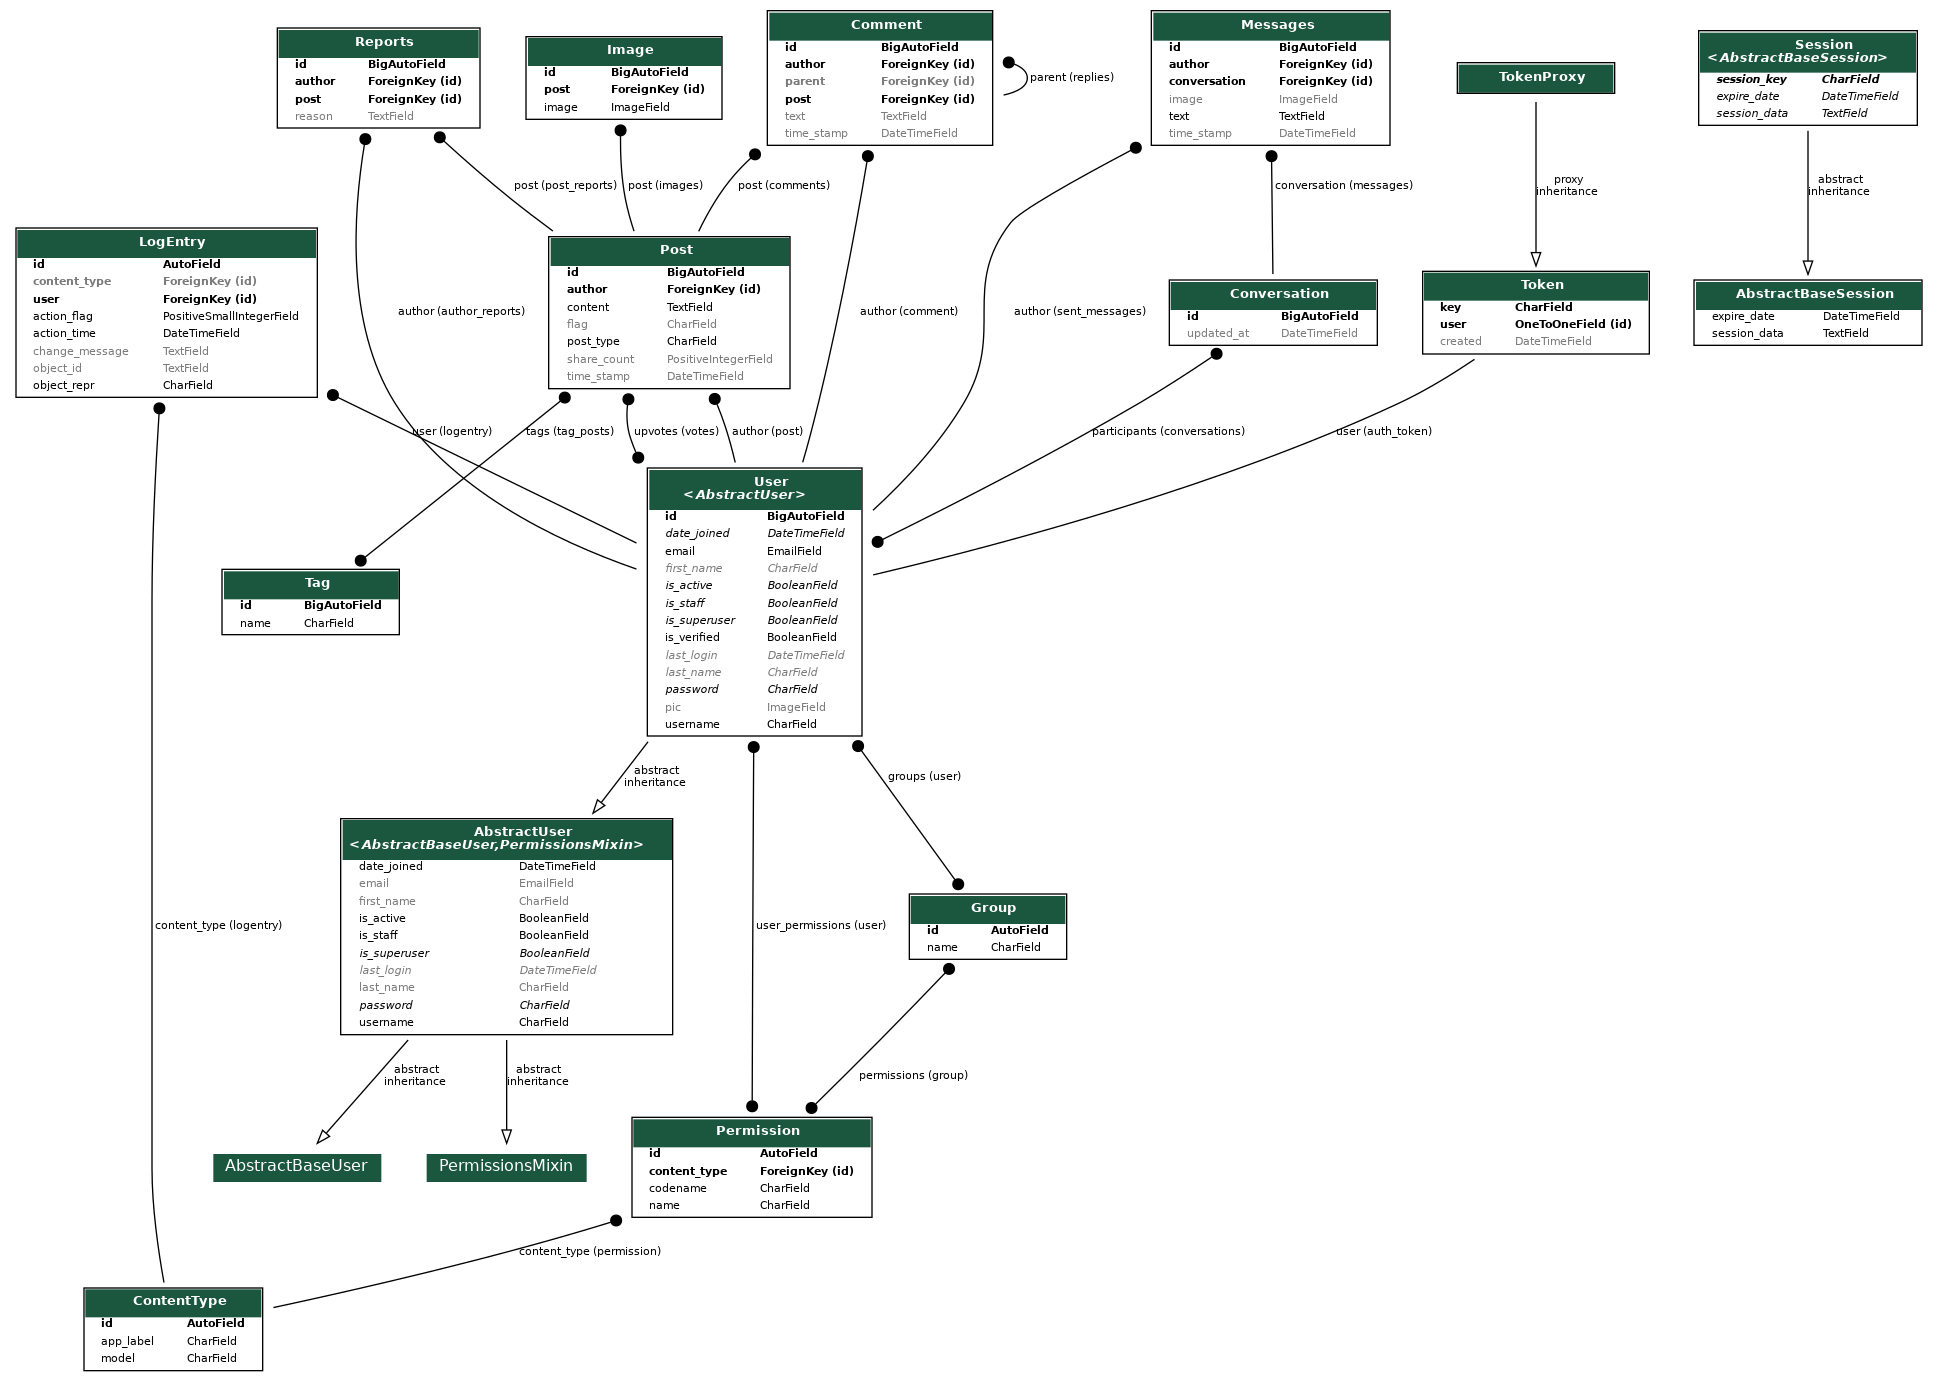 Reports
id BigAutoField
author ForeignKey (id)
post ForeignKey (id)
reason TextField
Image
id BigAutoField
post ForeignKey (id)
image ImageField
Comment
id BigAutoField
author ForeignKey (id)
parent ForeignKey (id)
post ForeignKey (id)
text TextField
time_stamp DateTimeField
parent (replies)
Messages
id BigAutoField
author ForeignKey (id)
conversation ForeignKey (id)
image ImageField
text TextField
time_stamp DateTimeField
TokenProxy
Session
<AbstractBaseSession>
session_key CharField
expire_date DateTimeField
session_data TextField
post (post_reports)
post (images)
post (comments)
conversation (messages)
proxy
inheritance
abstract
inheritance
LogEntry
id AutoField
content_type ForeignKey (id)
user ForeignKey (id)
action_flag PositiveSmallIntegerField
action_time DateTimeField
change_message TextField
object_id TextField
object_repr CharField
author (author_reports)
Post
id BigAutoField
author ForeignKey (id)
content TextField
flag CharField
post_type CharField
share_count PositiveIntegerField
time_stamp DateTimeField
author (comment)
author (sent_messages)
Conversation
id BigAutoField
updated_at DateTimeField
Token
key CharField
user OneToOneField (id)
created DateTimeField
AbstractBaseSession
expire_date DateTimeField
session_data TextField
user (logentry)
tags (tag_posts)
upvotes (votes)
author (post)
participants (conversations)
user (auth_token)
Tag
id BigAutoField
name CharField
User
<AbstractUser>
id BigAutoField
date_joined DateTimeField
email EmailField
first_name CharField
is_active BooleanField
is_staff BooleanField
is_superuser BooleanField
is_verified BooleanField
last_login DateTimeField
last_name CharField
password CharField
pic ImageField
username CharField
abstract
inheritance
groups (user)
AbstractUser
<AbstractBaseUser,PermissionsMixin>
date_joined DateTimeField
email EmailField
first_name CharField
is_active BooleanField
is_staff BooleanField
is_superuser BooleanField
last_login DateTimeField
last_name CharField
password CharField
username CharField
content_type (logentry)
user_permissions (user)
Group
id AutoField
name CharField
abstract
inheritance
abstract
inheritance
permissions (group)
AbstractBaseUser
PermissionsMixin
Permission
id AutoField
content_type ForeignKey (id)
codename CharField
name CharField
content_type (permission)
ContentType
id AutoField
app_label CharField
model CharField